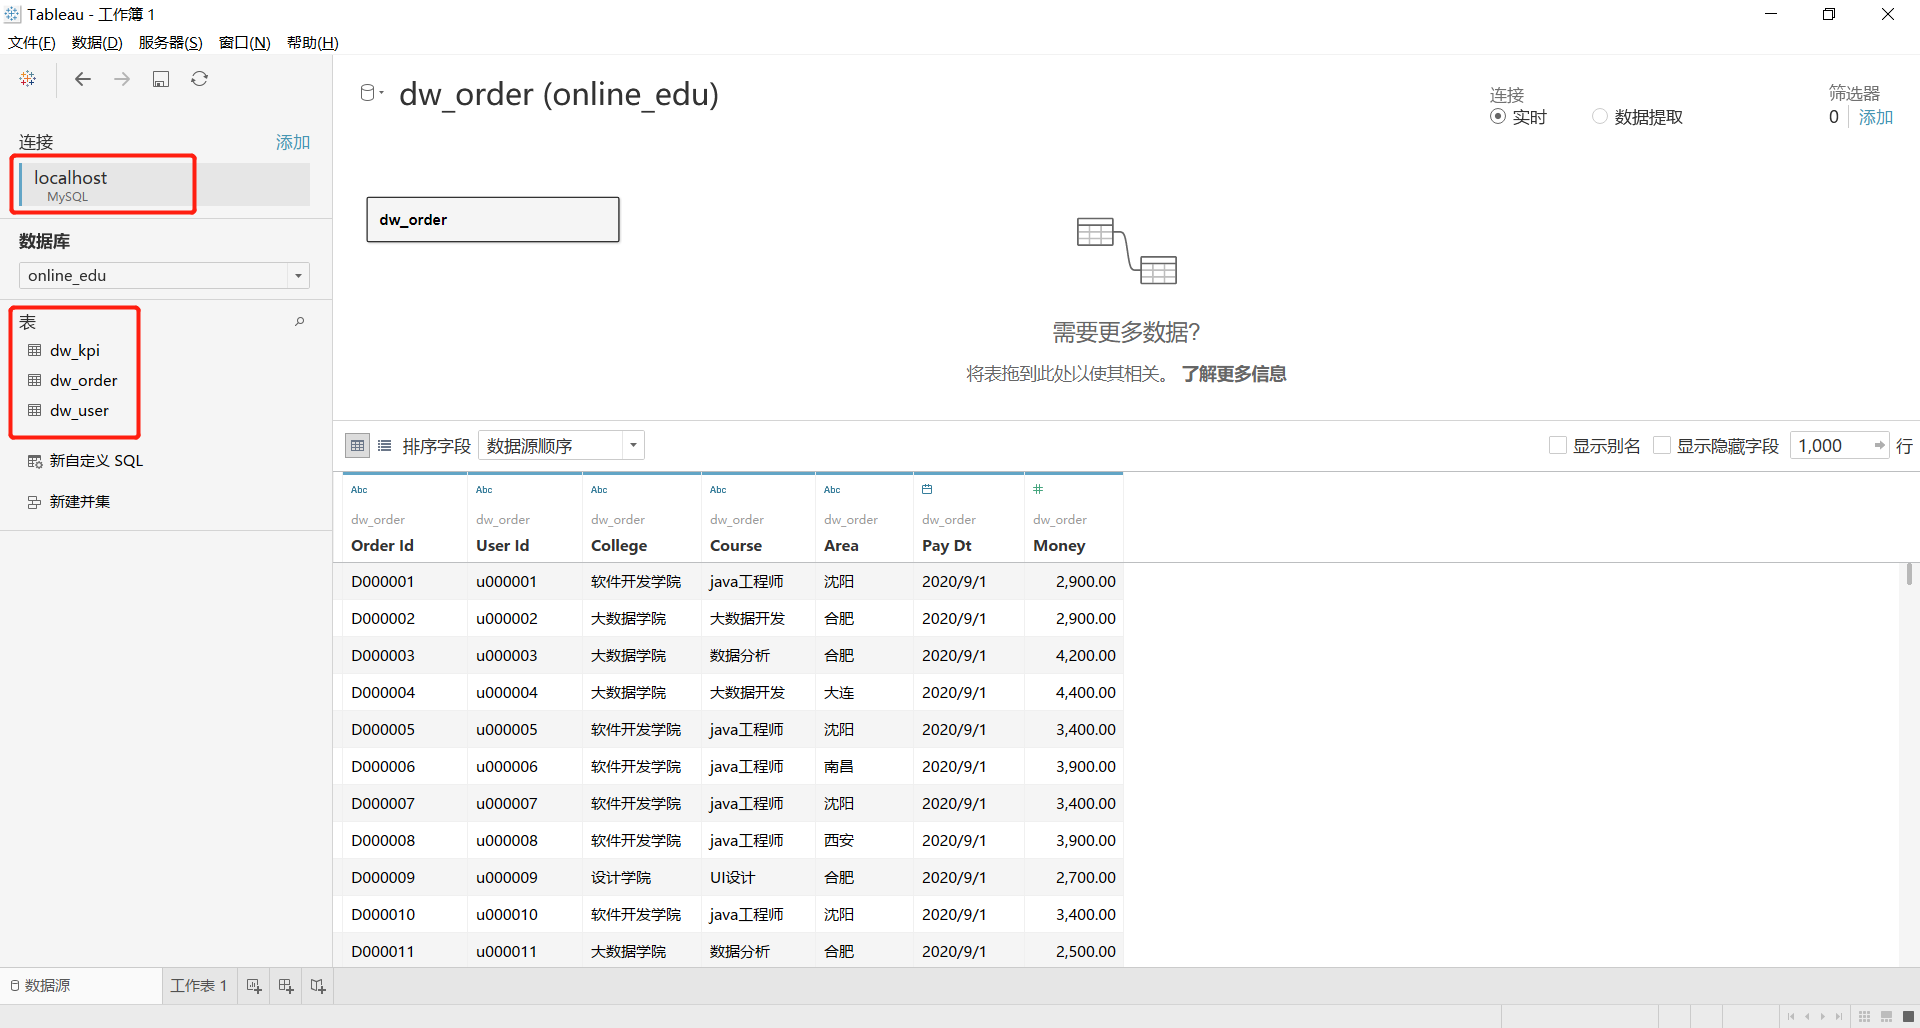 Tableau - 工作簿 1
文件(F) 数据(D) 服务器(S) 窗口(N) 帮助(H)
连接 添加
localhost
MySQL
数据库
online_edu
表
dw_kpi
dw_order
dw_user
新自定义 SQL
新建并集
dw_order (online_edu)
连接
实时 数据提取
筛选器
0 添加
dw_order
需要更多数据?
将表拖到此处以使其相关。 了解更多信息
排序字段 数据源顺序 显示别名 显示隐藏字段 1,000 行
Abc Abc Abc Abc Abc #
dw_order dw_order dw_order dw_order dw_order dw_order dw_order
Order Id User Id College Course Area Pay Dt Money
D000001 u000001 软件开发学院 java工程师 沈阳 2020/9/1 2,900.00
D000002 u000002 大数据学院 大数据开发 合肥 2020/9/1 2,900.00
D000003 u000003 大数据学院 数据分析 合肥 2020/9/1 4,200.00
D000004 u000004 大数据学院 大数据开发 大连 2020/9/1 4,400.00
D000005 u000005 软件开发学院 java工程师 沈阳 2020/9/1 3,400.00
D000006 u000006 软件开发学院 java工程师 南昌 2020/9/1 3,900.00
D000007 u000007 软件开发学院 java工程师 沈阳 2020/9/1 3,400.00
D000008 u000008 软件开发学院 java工程师 西安 2020/9/1 3,900.00
D000009 u000009 设计学院 UI设计 合肥 2020/9/1 2,700.00
D000010 u000010 软件开发学院 java工程师 沈阳 2020/9/1 3,400.00
D000011 u000011 大数据学院 数据分析 合肥 2020/9/1 2,500.00
数据源 工作表 1